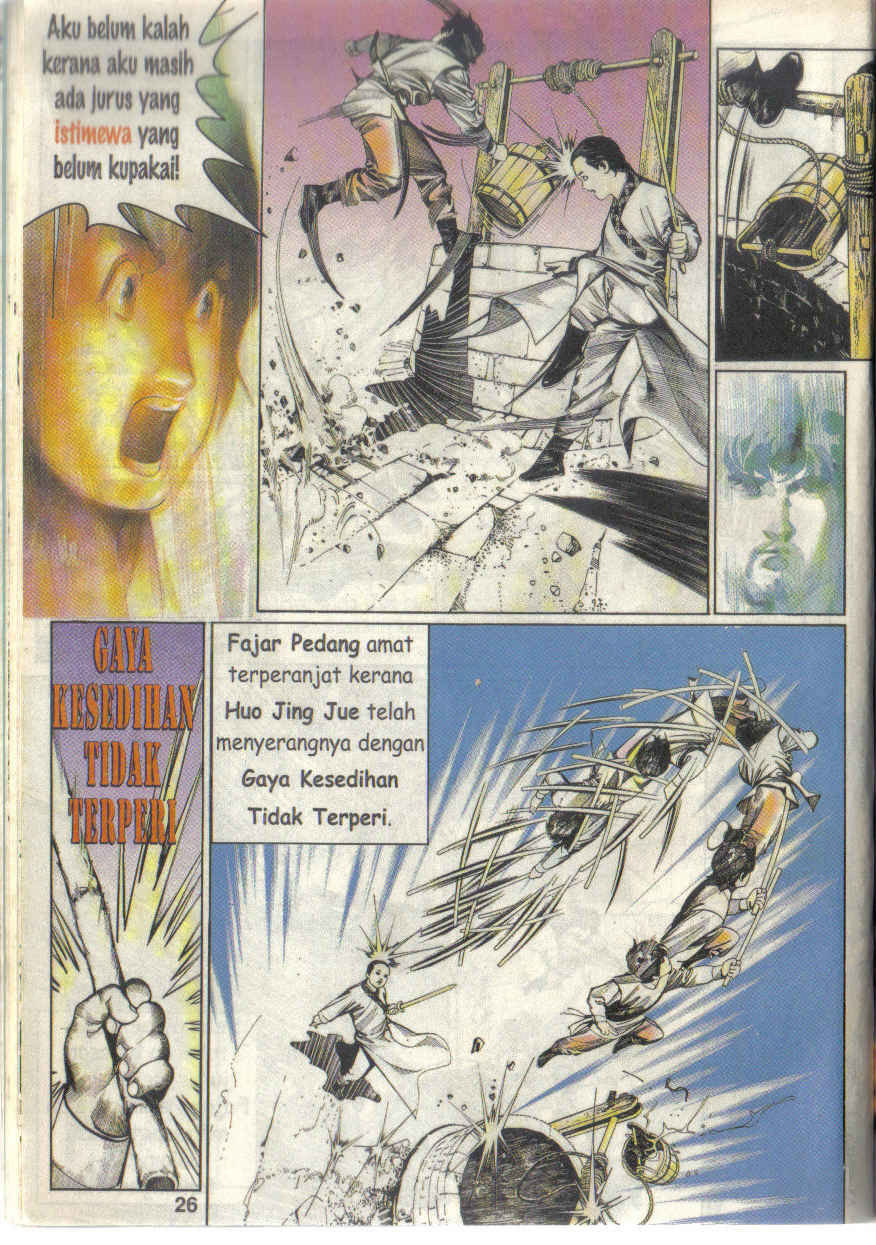 Aku belum kalah
kerana aku masih
ada jurus yang
istimewa yang
belum kupakai!
GAYA
KESEDIHAN
TIDAK
TERPERI
Fajar Pedang amat
terperanjat kerana
Huo Jing Jue telah
menyerangnya dengan
Gaya Kesedihan
Tidak Terperi.
26